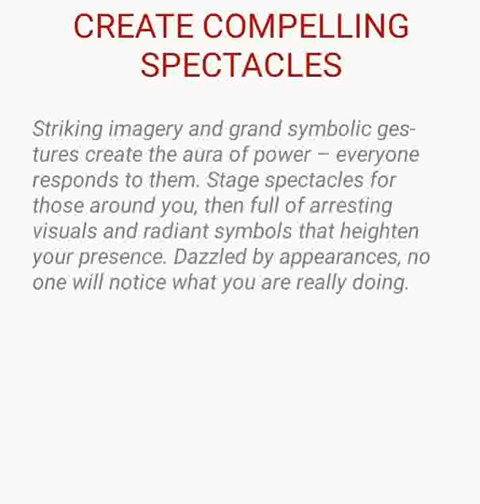 CREATE COMPELLING
SPECTACLES
Striking imagery and grand symbolic ges-
tures create the aura of power – everyone
responds to them. Stage spectacles for
those around you, then full of arresting
visuals and radiant symbols that heighten
your presence. Dazzled by appearances, no
one will notice what you are really doing.